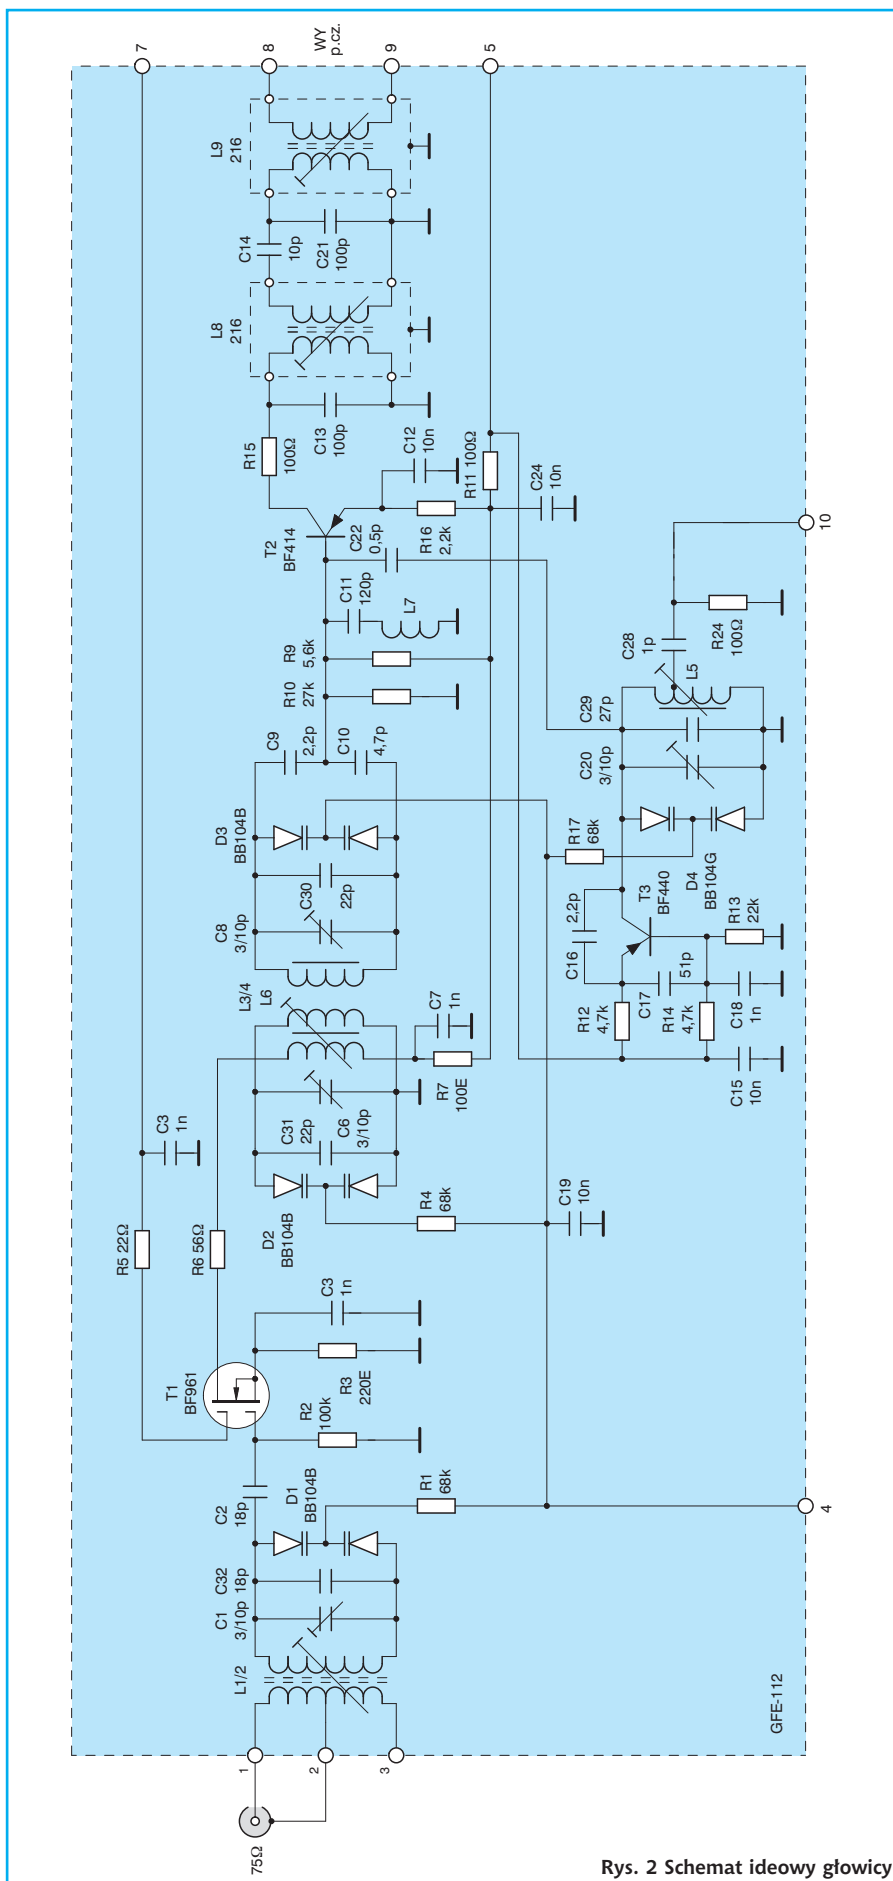 7
8
WY
p.cz.
9
5
L9
216
C14
10p
C21
100p
L8
216
R15
100Ω
C13
100p
C12
10n
R11 100Ω
C24
10n
T2
BF414
C22
0,5p
R16
2,2k
10
C11
120p
L7
R9
5,6k
R10
27k
C28
1p
R24
100Ω
L5
C29
27p
C20
3/10p
C9
2,2p
C10
4,7p
D3
BB104B
R17
68k
D4
BB104G
C30
22p
C8
3/10p
T3
BF440
2,2p
C16
R13
22k
L3/4
L6
C7
1n
51p
C17
R12
4,7k
R14
4,7k
C18
1n
C15
10n
R7
100E
C3
1n
C31
22p
C6
3/10p
R5 22Ω
R6 56Ω
D2
BB104B
R4
68k
C19
10n
C3
1n
T1
BF961
R3
220E
R2
100k
C2
18p
D1
BB104B
R1
68k
4
C32
18p
C1
3/10p
L1/2
GFE-112
1
2
3
75Ω
Rys. 2 Schemat ideowy głowicy